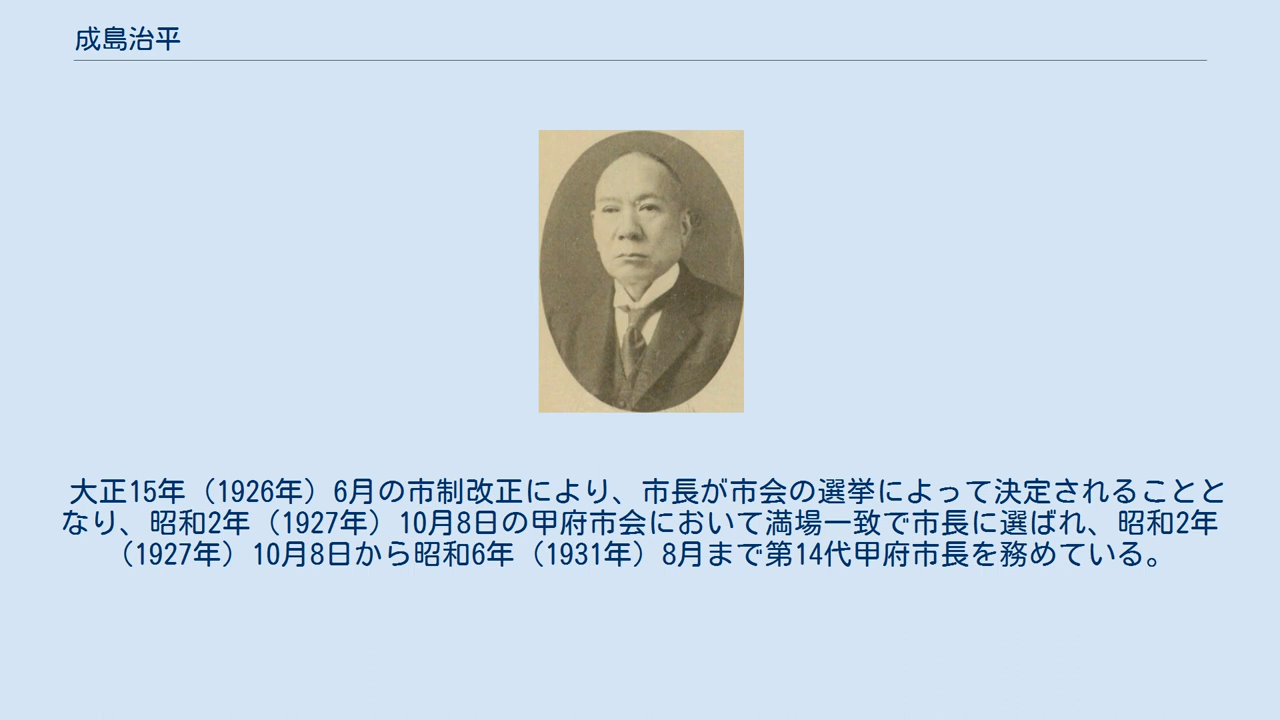 成島治平
大正15年（1926年）6月の市制改正により、市長が市会の選挙によって決定されることと
なり、昭和2年（1927年）10月8日の甲府市会において満場一致で市長に選ばれ、昭和2年
（1927年）10月8日から昭和6年（1931年）8月まで第14代甲府市長を務めている。